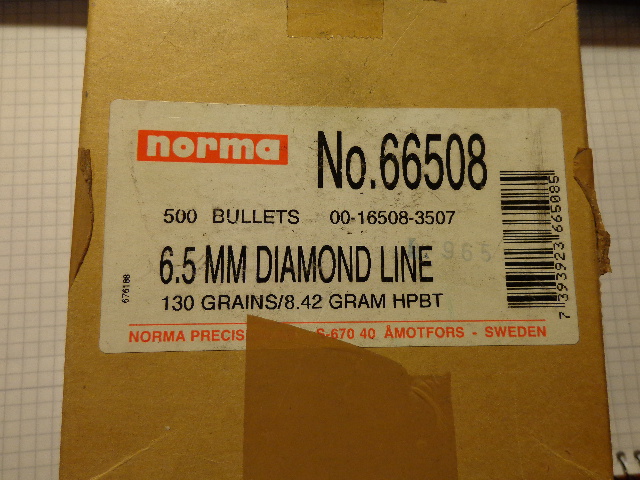 norma
No.66508
500 BULLETS 00-16508-3507
6.5 MM DIAMOND LINE
130 GRAINS/8.42 GRAM HPBT
NORMA PRECIS S-670 40 ÅMOTFORS - SWEDEN
676180
7 393923 665085